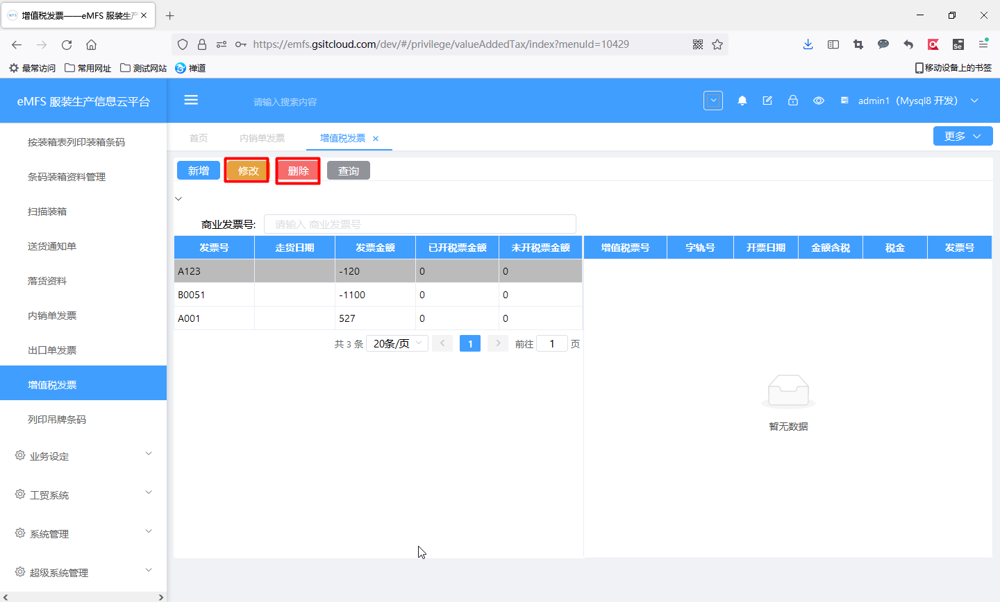 增值税发票——eMFS 服装生产
https://emfs.gsitcloud.com/dev/#/privilege/valueAddedTax/index?menuId=10429
最常访问 常用网址 测试网站 禅道 移动设备上的书签
eMFS 服装生产信息云平台
请输入搜索内容
admin1（Mysql8 开发）
首页 内销单发票 增值税发票
更多
按装箱表列印装箱条码
条码装箱资料管理
扫描装箱
送货通知单
落货资料
内销单发票
出口单发票
增值税发票
列印吊牌条码
业务设定
工贸系统
系统管理
超级系统管理
新增 修改 删除 查询
商业发票号: 请输入 商业发票号
发票号 走货日期 发票金额 已开税票金额 未开税票金额
A123 -120 0 0
B0051 -1100 0 0
A001 527 0 0
共 3 条 20条/页 1 前往 1 页
增值税票号 字轨号 开票日期 金额含税 税金 发票号
暂无数据